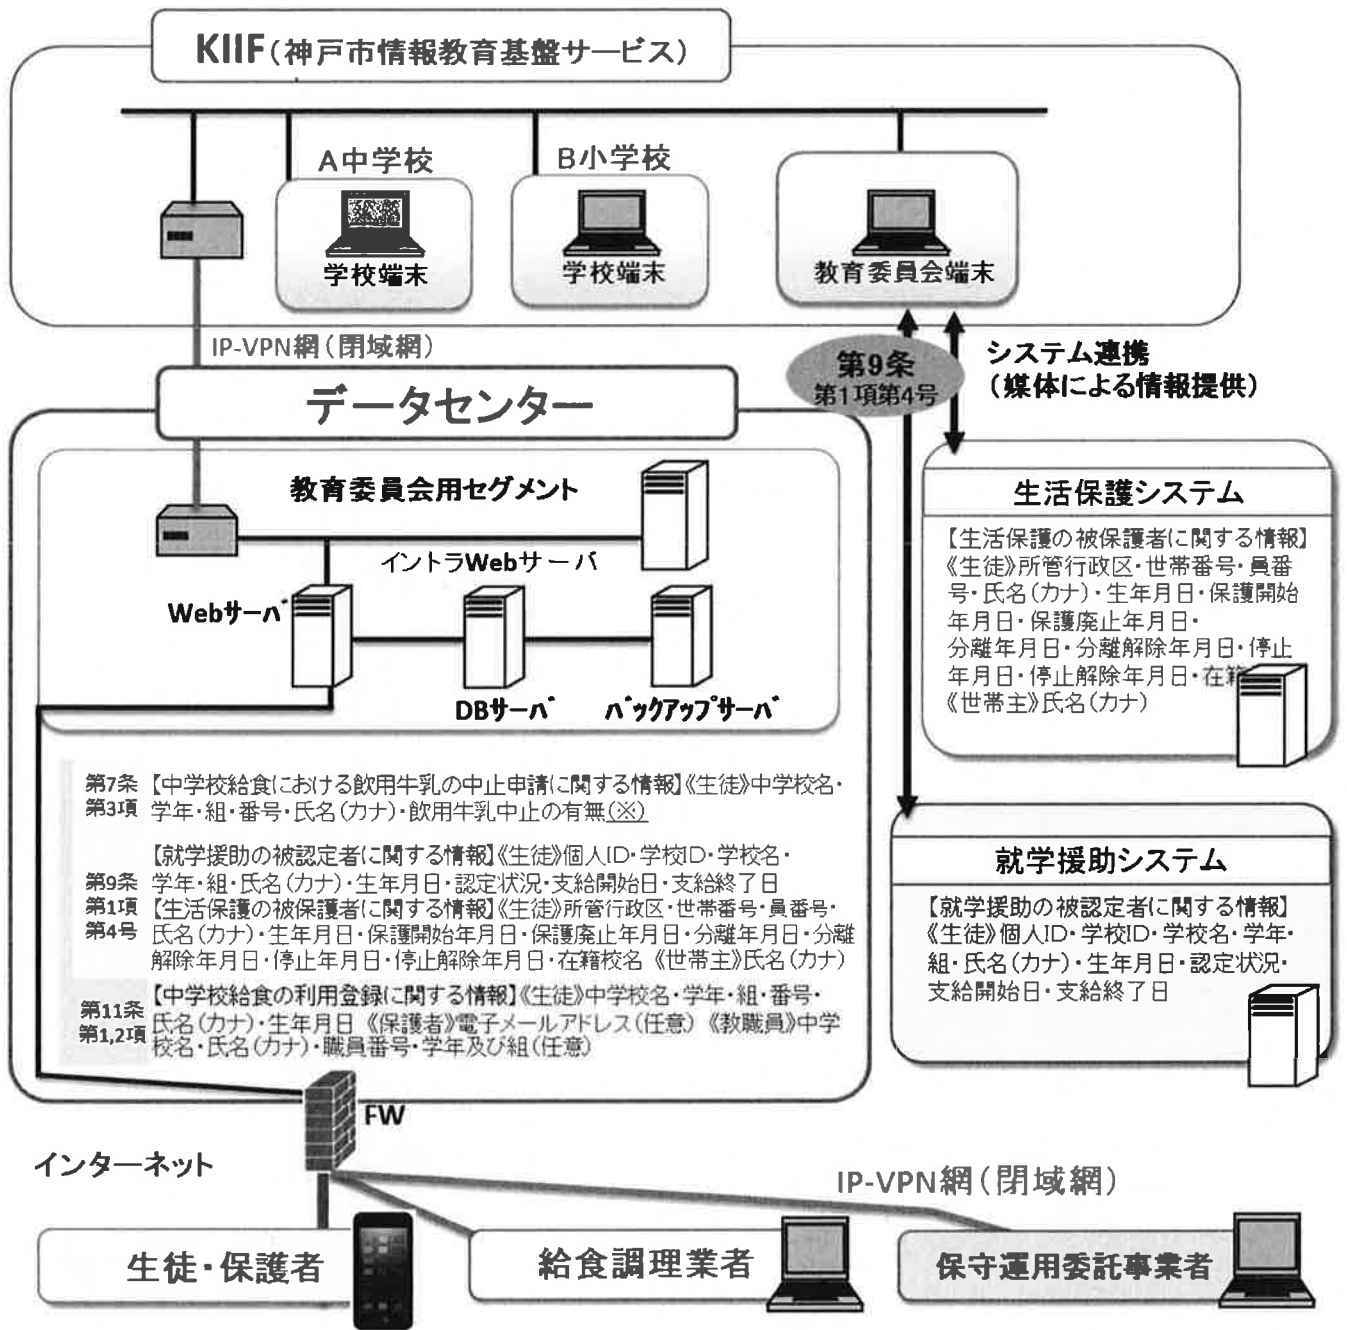 KIIF(神戸市情報教育基盤サービス)
A中学校
B小学校
学校端末
学校端末
教育委員会端末
IP-VPN網(閉域網)
第9条
第1項第4号
システム連携
(媒体による情報提供)
データセンター
教育委員会用セグメント
イントラWebサーバ
Webサーバ
DBサーバ
バックアップサーバ
生活保護システム
【生活保護の被保護者に関する情報】
《生徒》所管行政区・世帯番号・員番
号・氏名(カナ)・生年月日・保護開始
年月日・保護廃止年月日・
分離年月日・分離解除年月日・停止
年月日・停止解除年月日・在籍
《世帯主》氏名(カナ)
第7条
第3項
【中学校給食における飲用牛乳の中止申請に関する情報】《生徒》中学校名・
学年・組・番号・氏名(カナ)・飲用牛乳中止の有無(※)
第9条
第1項
第4号
【就学援助の被認定者に関する情報】《生徒》個人ID・学校ID・学校名・
学年・組・氏名(カナ)・生年月日・認定状況・支給開始日・支給終了日
【生活保護の被保護者に関する情報】《生徒》所管行政区・世帯番号・員番号・
氏名(カナ)・生年月日・保護開始年月日・保護廃止年月日・分離年月日・分離
解除年月日・停止年月日・停止解除年月日・在籍校名 《世帯主》氏名(カナ)
第11条
第1,2項
【中学校給食の利用登録に関する情報】《生徒》中学校名・学年・組・番号・
氏名(カナ)・生年月日 《保護者》電子メールアドレス(任意) 《教職員》中学
校名・氏名(カナ)・職員番号・学年及び組(任意)
就学援助システム
【就学援助の被認定者に関する情報】
《生徒》個人ID・学校ID・学校名・学年・
組・氏名(カナ)・生年月日・認定状況・
支給開始日・支給終了日
FW
インターネット
IP-VPN網(閉域網)
生徒・保護者
給食調理業者
保守運用委託事業者